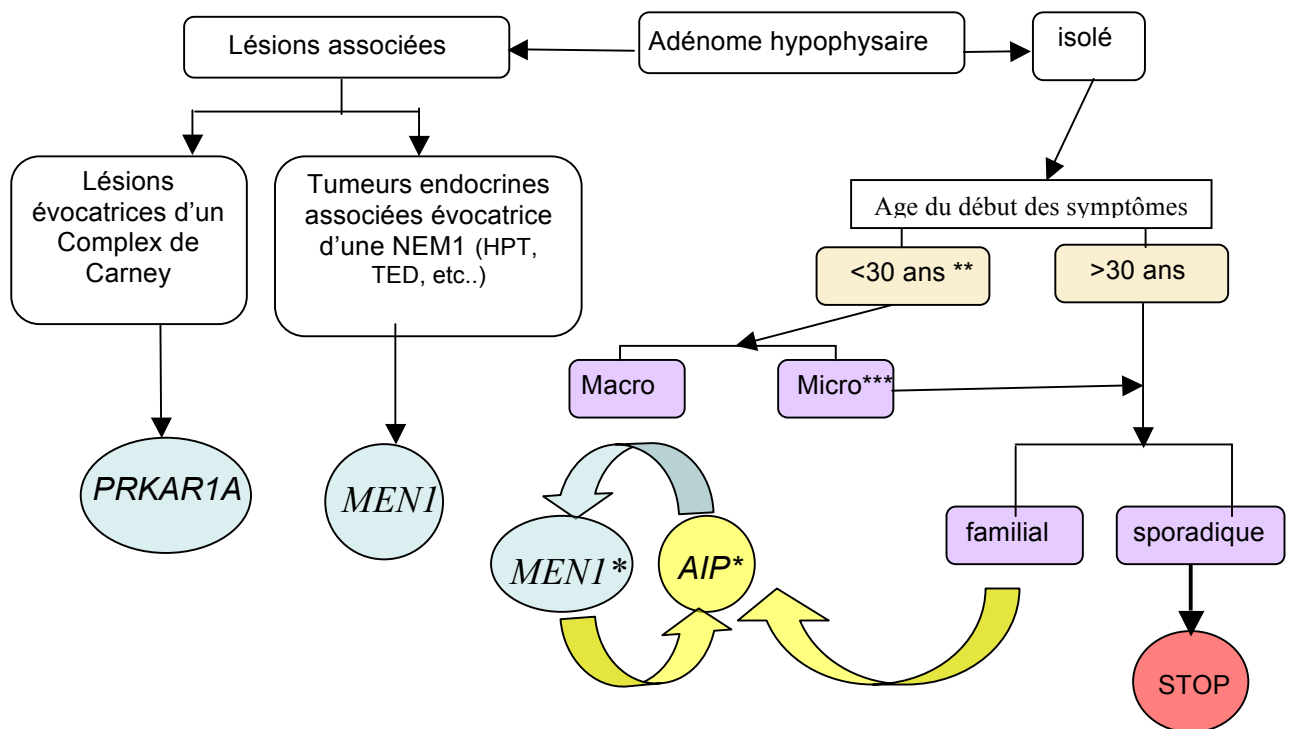 Lésions associées
Adénome hypophysaire
isolé
Lésions
évocatrices d’un
Complex de
Carney
Tumeurs endocrines
associées évocatrice
d’une NEM1 (HPT,
TED, etc..)
Age du début des symptômes
<30 ans **
>30 ans
Macro
Micro***
PRKAR1A
MEN1
MEN1*
AIP*
familial
sporadique
STOP